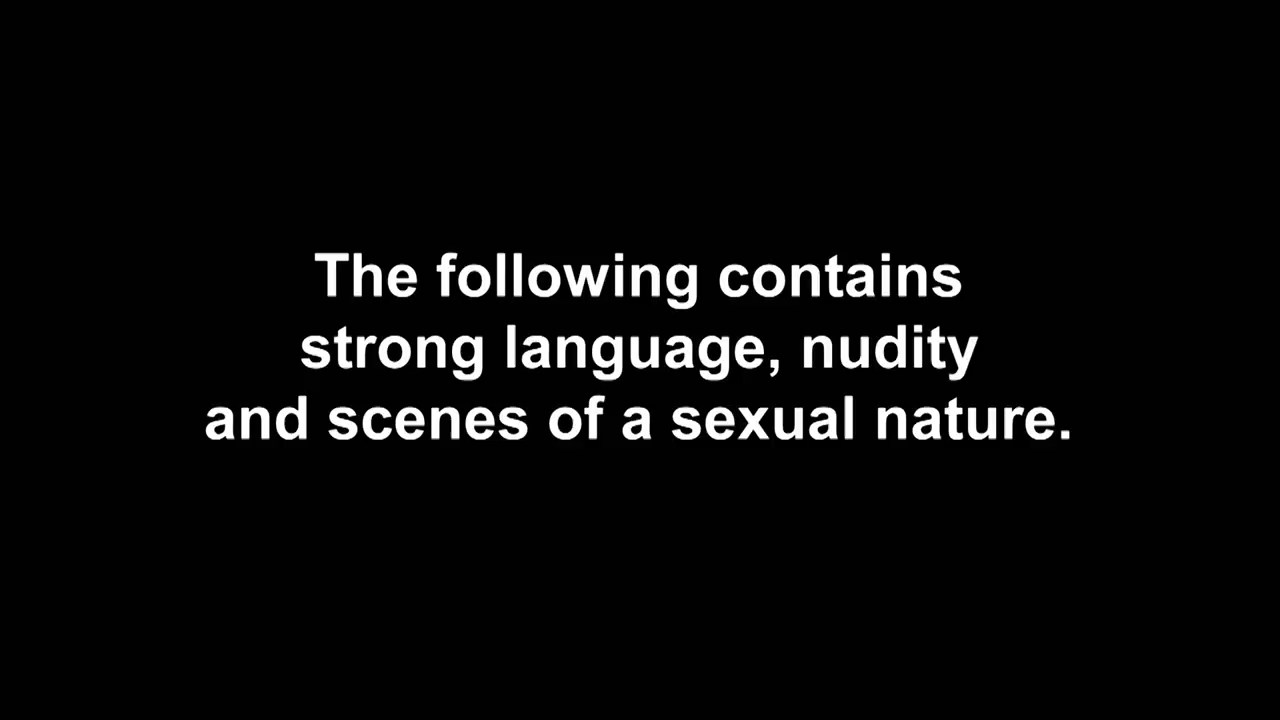 The following contains
strong language, nudity
and scenes of a sexual nature.